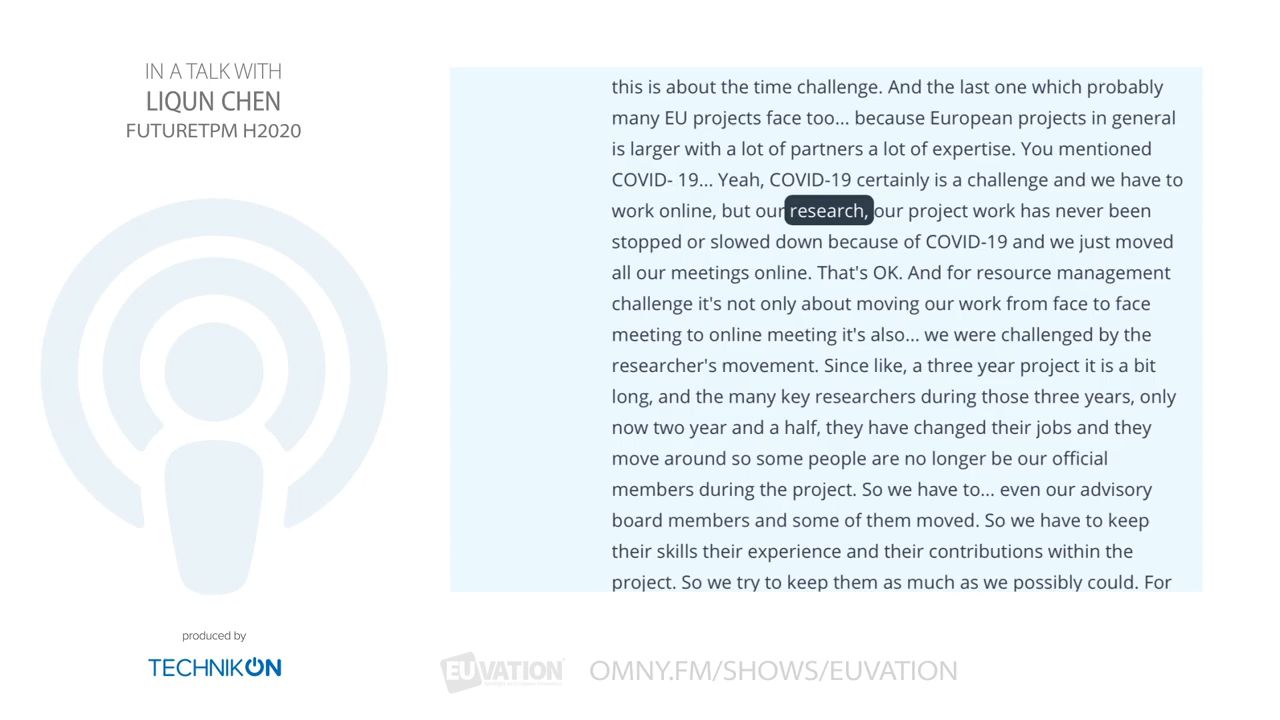 IN A TALK WITH
LIQUN CHEN
FUTURETPM H2020
this is about the time challenge. And the last one which probably
many EU projects face too... because European projects in general
is larger with a lot of partners a lot of expertise. You mentioned
COVID- 19... Yeah, COVID-19 certainly is a challenge and we have to
work online, but our research, our project work has never been
stopped or slowed down because of COVID-19 and we just moved
all our meetings online. That's OK. And for resource management
challenge it's not only about moving our work from face to face
meeting to online meeting it's also... we were challenged by the
researcher's movement. Since like, a three year project it is a bit
long, and the many key researchers during those three years, only
now two year and a half, they have changed their jobs and they
move around so some people are no longer be our official
members during the project. So we have to... even our advisory
board members and some of them moved. So we have to keep
their skills their experience and their contributions within the
project. So we try to keep them as much as we possibly could. For
produced by
TECHNIKON
EUVATION
OMNY.FM/SHOWS/EUVATION